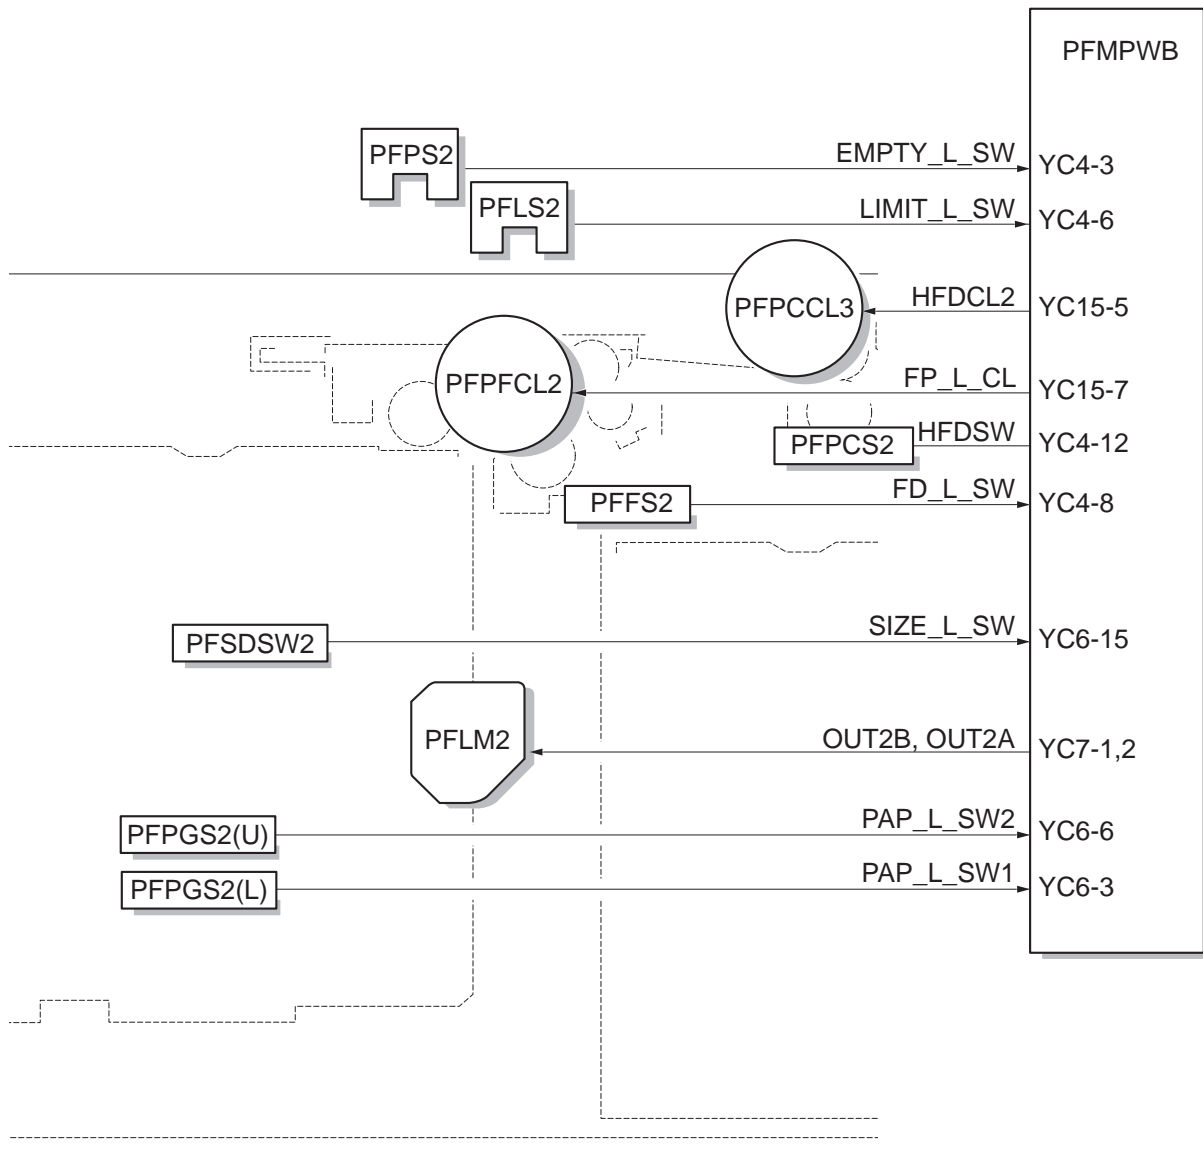 PFMPWB
PFPS2 EMPTY_L_SW YC4-3
PFLS2 LIMIT_L_SW YC4-6
PFPCCL3 HFDCL2 YC15-5
PFPFCL2 FP_L_CL YC15-7
PFPCS2 HFDSW YC4-12
PFFS2 FD_L_SW YC4-8
PFSDSW2 SIZE_L_SW YC6-15
PFLM2 OUT2B, OUT2A YC7-1,2
PFPGS2(U) PAP_L_SW2 YC6-6
PFPGS2(L) PAP_L_SW1 YC6-3